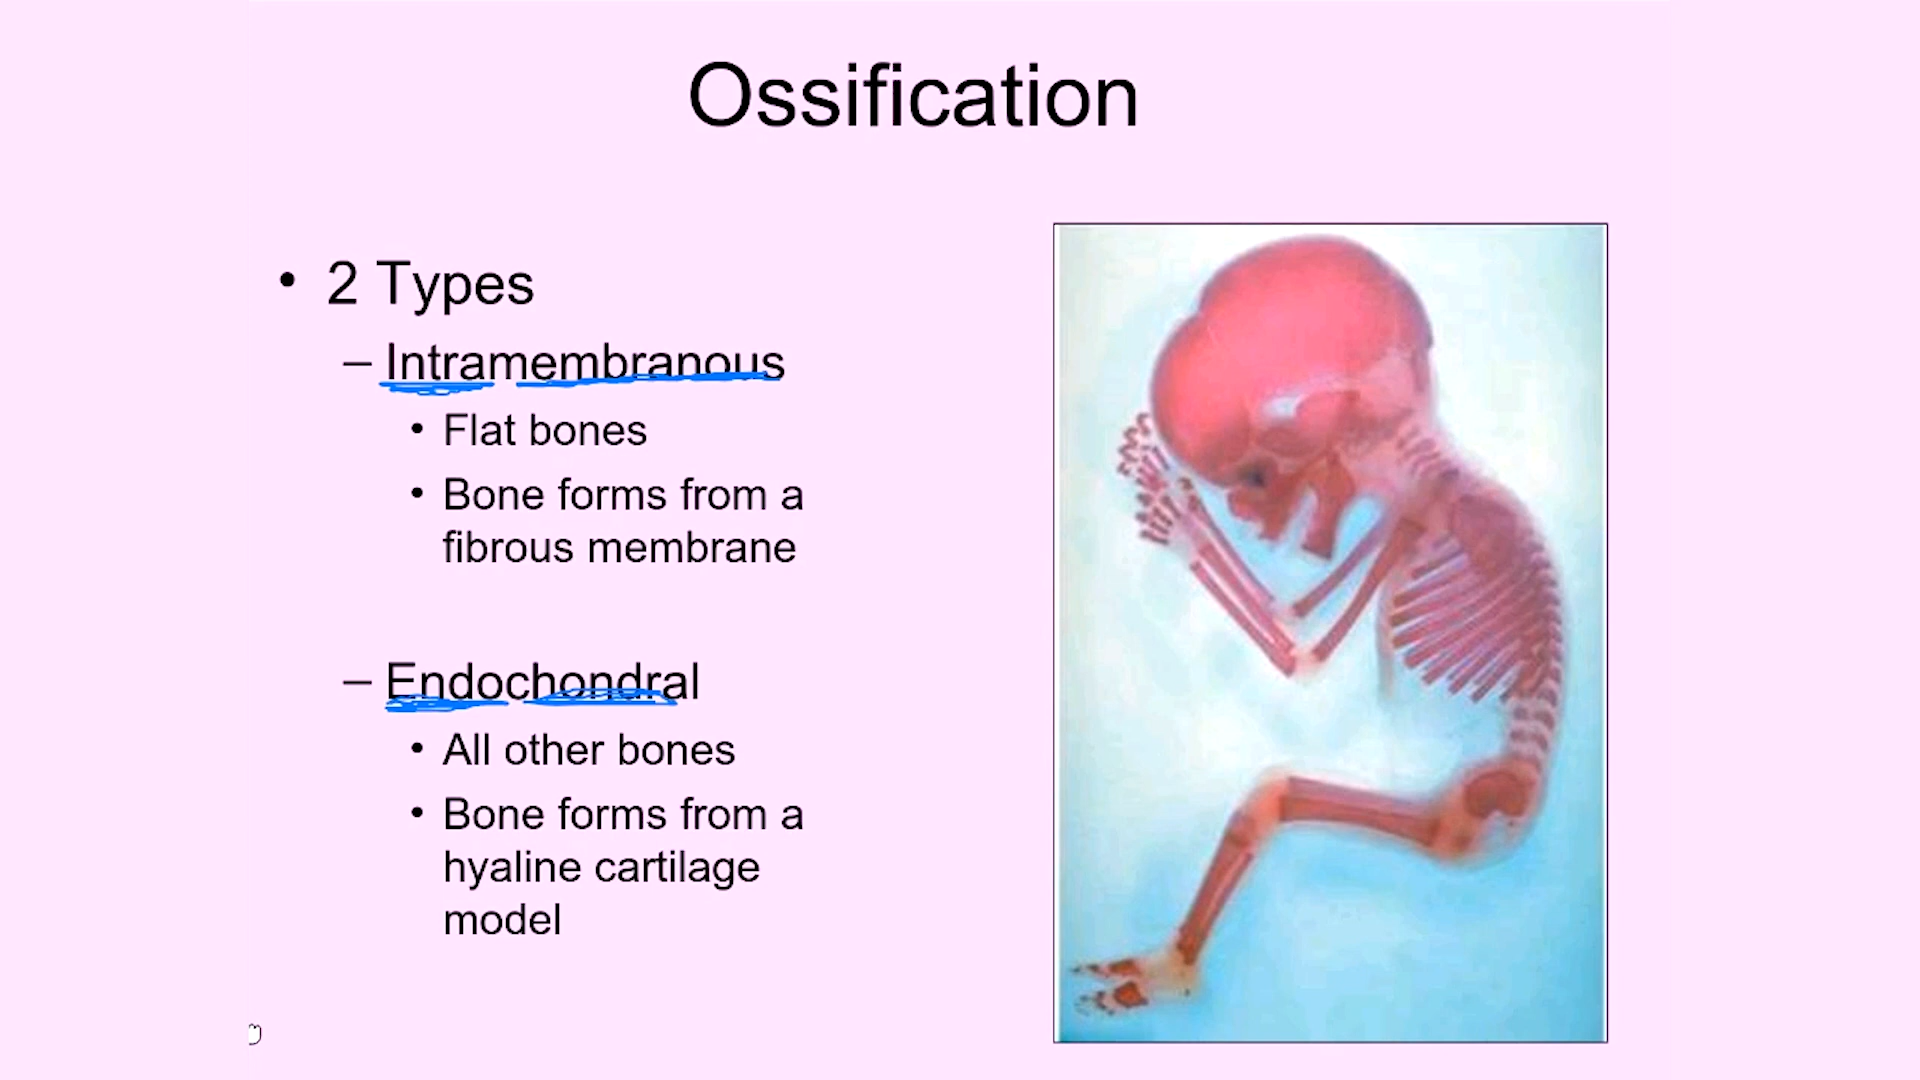 Ossification
• 2 Types
– Intramembranous
• Flat bones
• Bone forms from a
fibrous membrane
– Endochondral
• All other bones
• Bone forms from a
hyaline cartilage
model